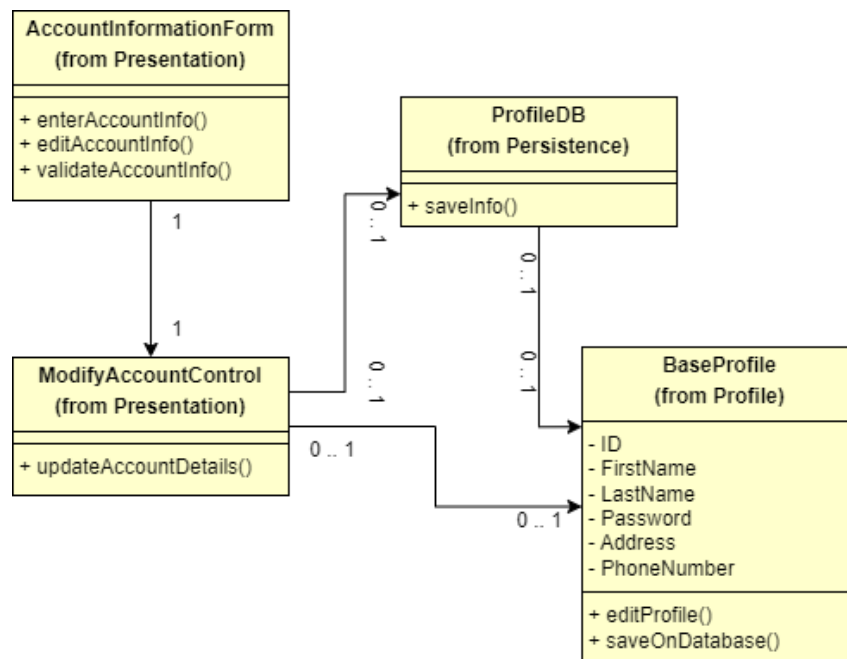 AccountInformationForm
(from Presentation)
+ enterAccountInfo()
+ editAccountInfo()
+ validateAccountInfo()
1
1
ProfileDB
(from Persistence)
+ saveInfo()
0 .. 1
0 .. 1
0 .. 1
0 .. 1
ModifyAccountControl
(from Presentation)
+ updateAccountDetails()
0 .. 1
0 .. 1
BaseProfile
(from Profile)
- ID
- FirstName
- LastName
- Password
- Address
- PhoneNumber
+ editProfile()
+ saveOnDatabase()